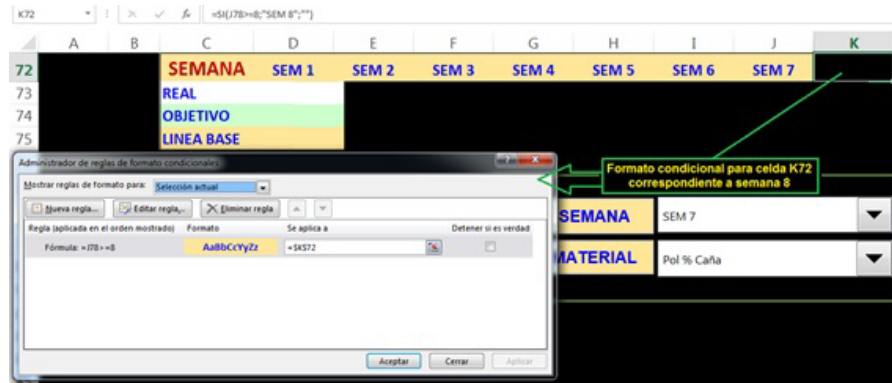 K72 fx =SI(J78>=8;"SEM 8";"")
A B C D E F G H I J K
72 SEMANA SEM 1 SEM 2 SEM 3 SEM 4 SEM 5 SEM 6 SEM 7
73 REAL
74 OBJETIVO
75 LINEA BASE
Administrador de reglas de formato condicionales
Formato condicional para celda K72
correspondiente a semana 8
Mostrar reglas de formato para: Selección actual
Nueva regla... Editar regla... Eliminar regla
Regla (aplicada en el orden mostrado) Formato Se aplica a Detener si es verdad
Fórmula: =J78>=8 AaBbCcYyZz =$K$72
SEMANA SEM 7
MATERIAL Pol % Caña
Aceptar Cerrar Aplicar